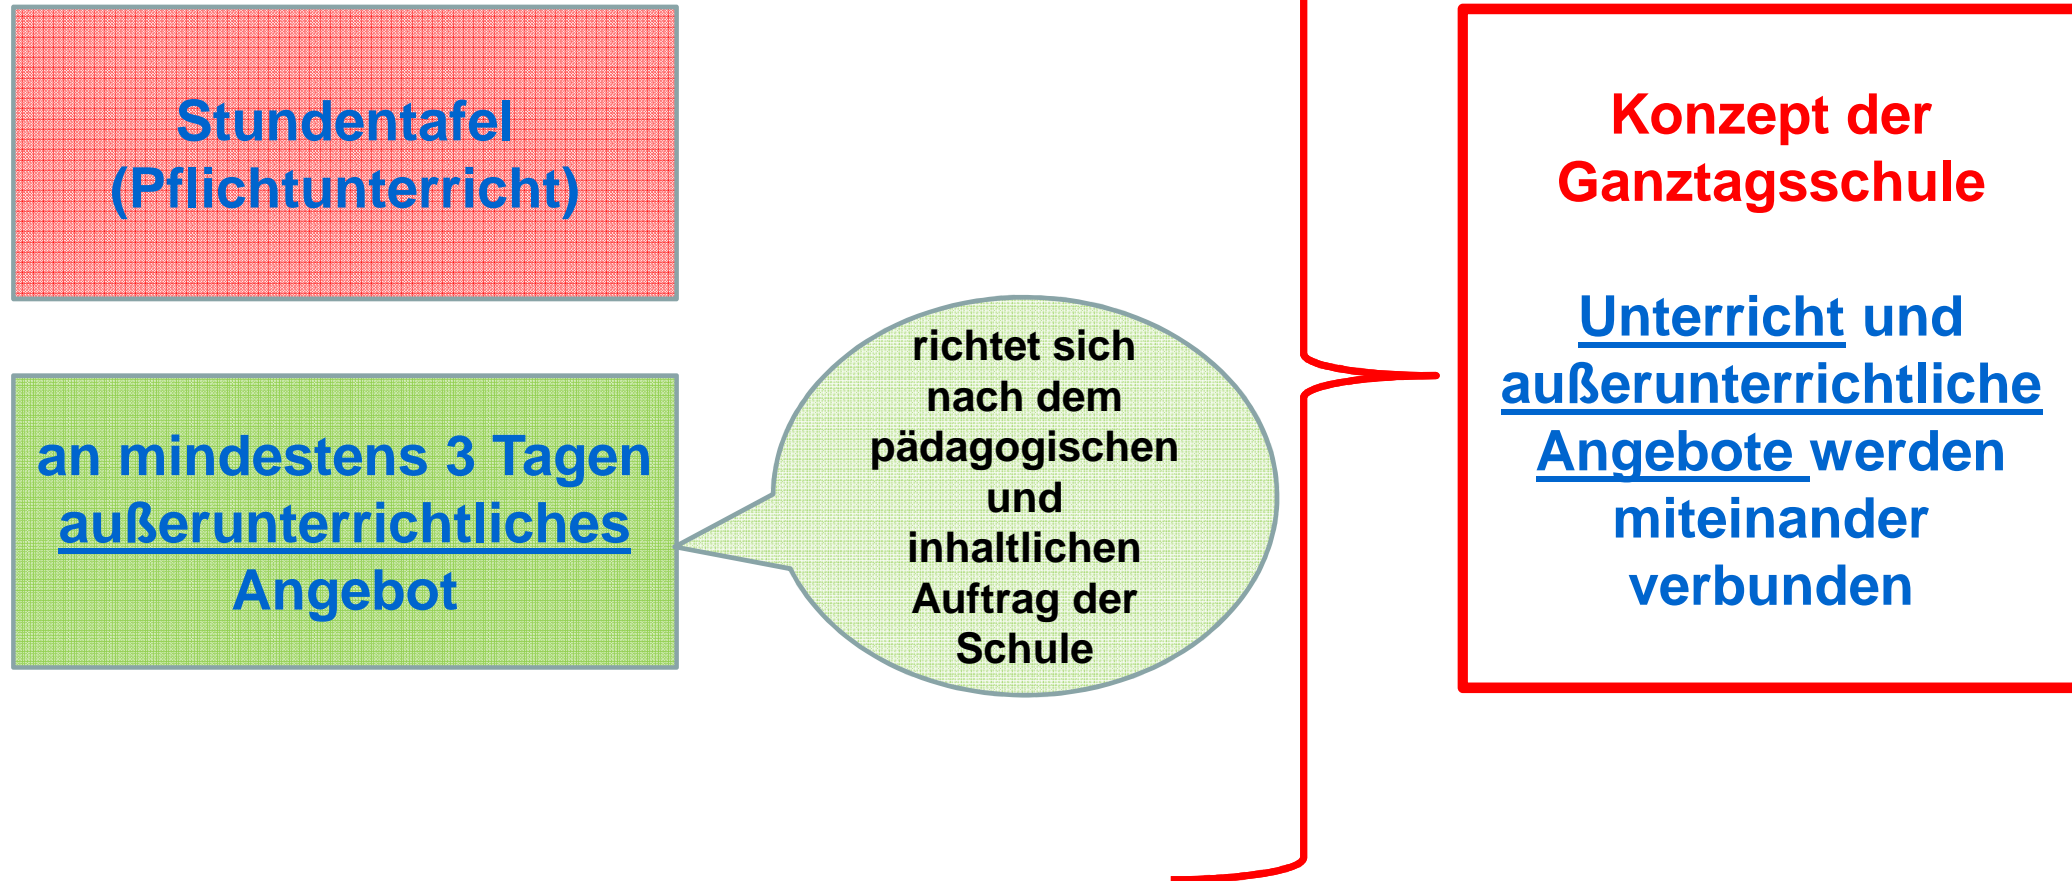 Stundentafel
(Pflichtunterricht)
an mindestens 3 Tagen
außerunterrichtliches
Angebot
richtet sich
nach dem
pädagogischen
und
inhaltlichen
Auftrag der
Schule
Konzept der
Ganztagsschule
Unterricht und
außerunterrichtliche
Angebote werden
miteinander
verbunden